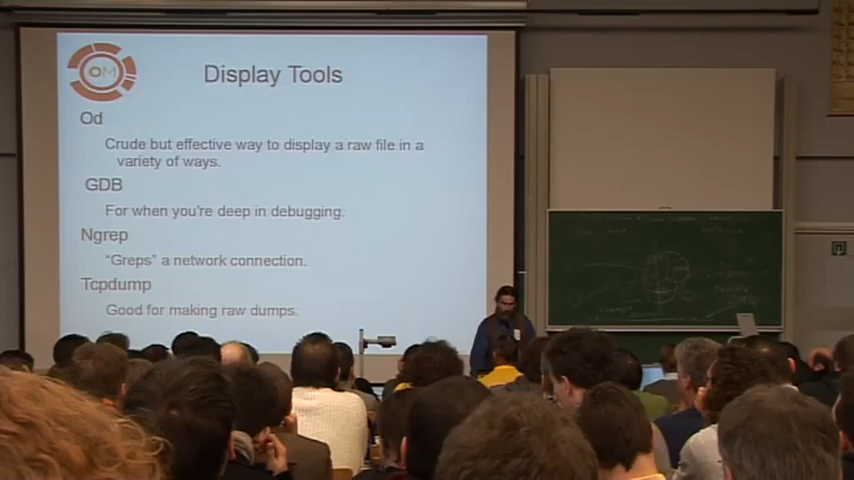 OM
Display Tools
Od
Crude but effective way to display a raw file in a
variety of ways.
GDB
For when you're deep in debugging.
Ngrep
“Greps” a network connection.
Tcpdump
Good for making raw dumps.